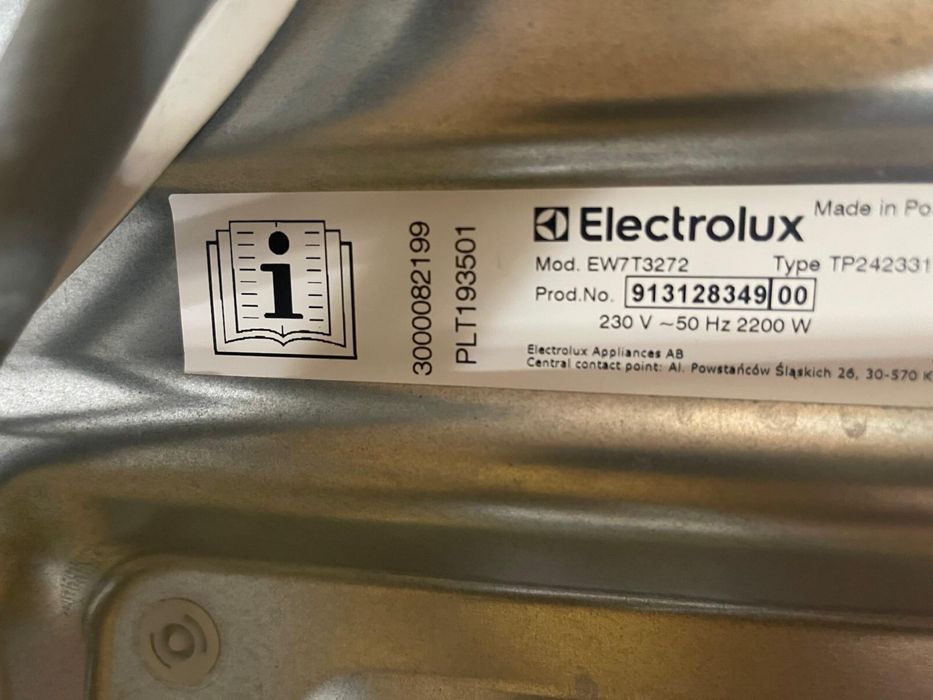 3000082199
PLT193501
Electrolux Made in Po
Mod. EW7T3272 Type TP242331
Prod.No. 913128349 00
230 V ~ 50 Hz 2200 W
Electrolux Appliances AB
Central contact point: Al. Powstańców Śląskich 26, 30-570 K